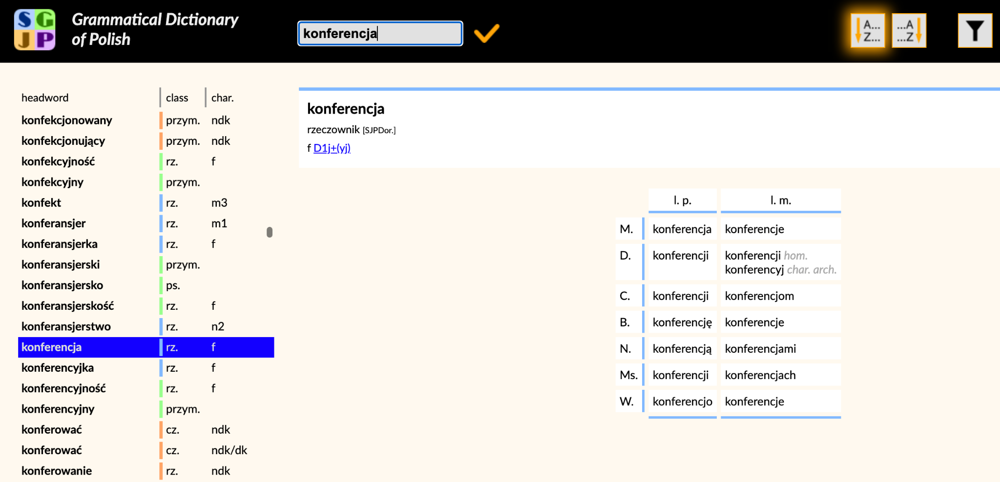 SG
JP
Grammatical Dictionary
of Polish
konferencja
A...
Z...
...A
...Z
headword class char.
konfekcjonowany przym. ndk
konfekcjonujący przym. ndk
konfekcyjność rz. f
konfekcyjny przym.
konfekt rz. m3
konferansjer rz. m1
konferansjerka rz. f
konferansjerski przym.
konferansjersko ps.
konferansjerskość rz. f
konferansjerstwo rz. n2
konferencja rz. f
konferencyjka rz. f
konferencyjność rz. f
konferencyjny przym.
konferować cz. ndk
konferować cz. ndk/dk
konferowanie rz. ndk
konferencja
rzeczownik [SJPDor.]
f D1j+(yj)
l. p. l. m.
M. konferencja konferencje
D. konferencji konferencji hom.
konferencyj char. arch.
C. konferencji konferencjom
B. konferencję konferencje
N. konferencją konferencjami
Ms. konferencji konferencjach
W. konferencjo konferencje